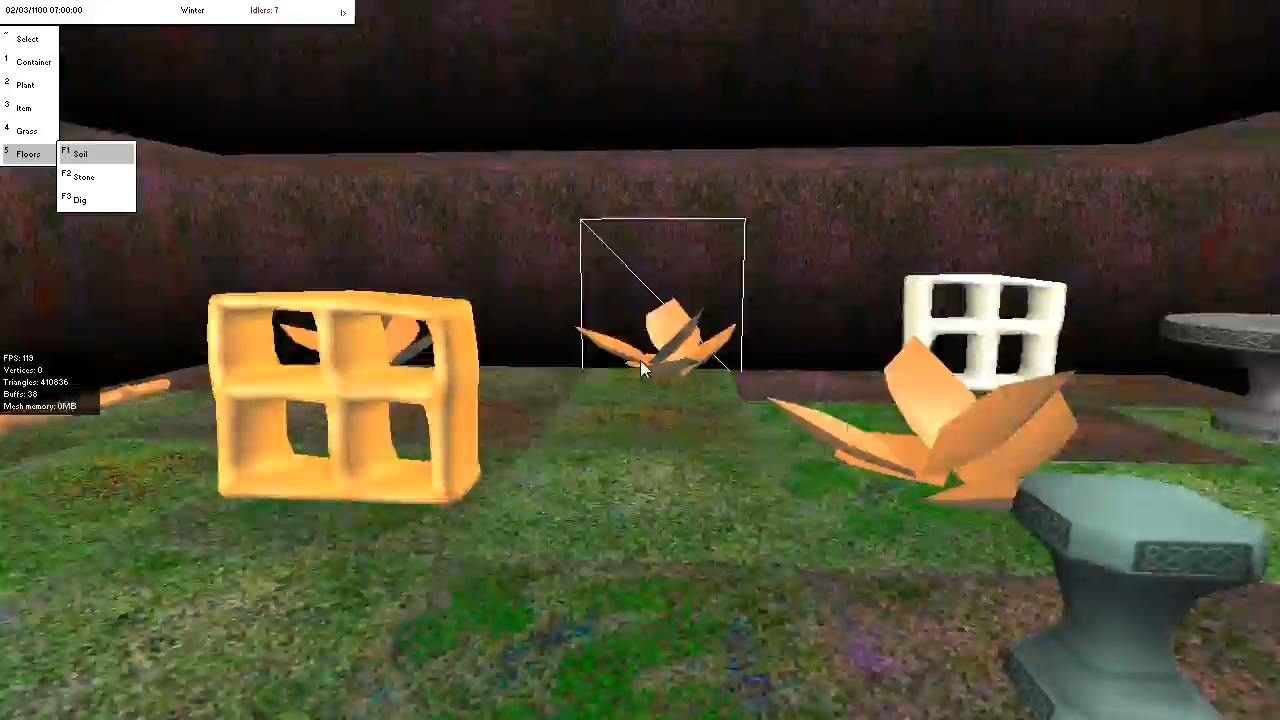 02/03/1100 07:00:00 Winter Idlers: 7
~ Select
1 Container
2 Plant
3 Item
4 Grass
5 Floors
F1 Soil
F2 Stone
F3 Dig
FPS: 119
Vertices: 0
Triangles: 410836
Buffs: 38
Mesh memory: 0MB